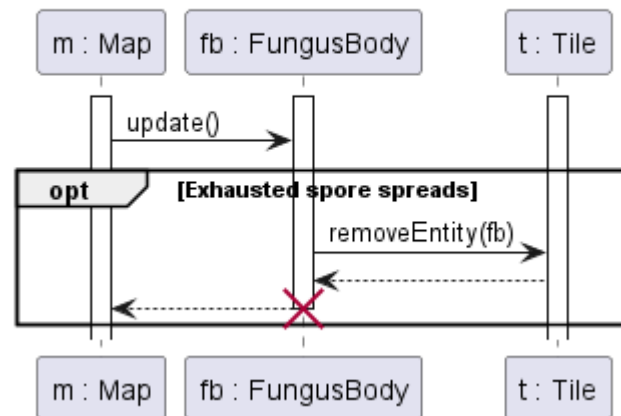 m : Map
fb : FungusBody
t : Tile
update()
opt
[Exhausted spore spreads]
removeEntity(fb)
m : Map
fb : FungusBody
t : Tile